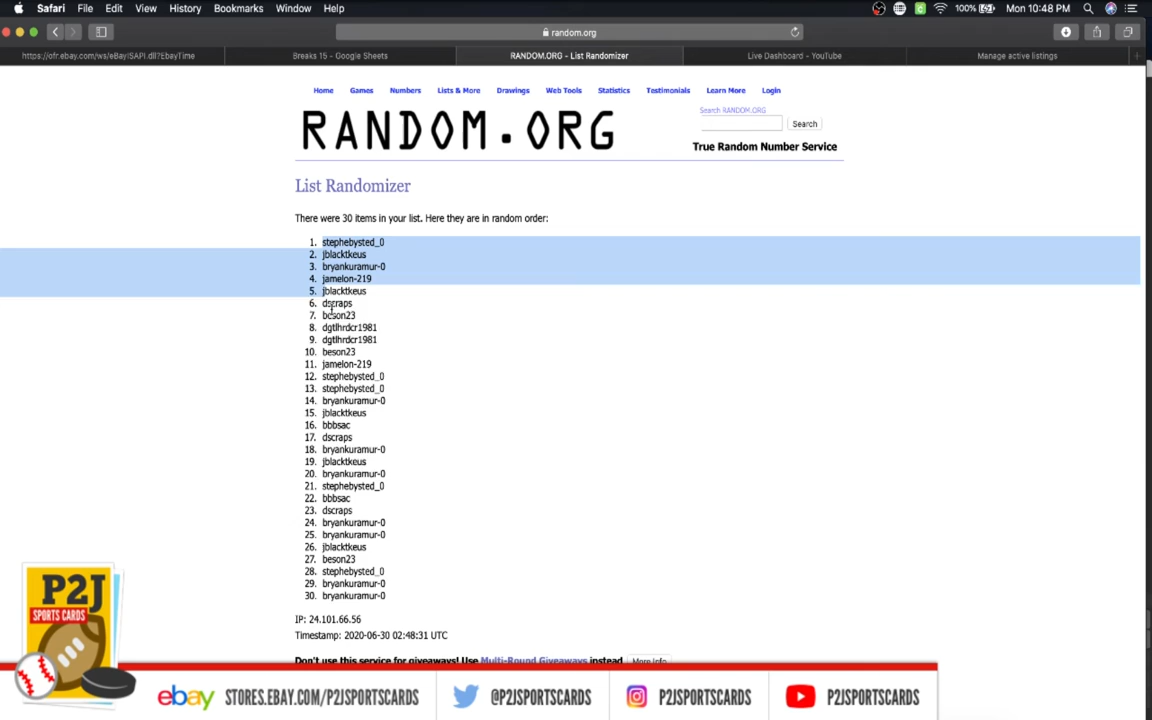 Safari File Edit View History Bookmarks Window Help 100% Mon 10:48 PM
random.org
https://ofr.ebay.com/ws/eBayISAPI.dll?EbayTime Breaks 15 - Google Sheets RANDOM.ORG - List Randomizer Live Dashboard - YouTube Manage active listings
Home Games Numbers Lists & More Drawings Web Tools Statistics Testimonials Learn More Login
Search RANDOM.ORG
RANDOM.ORG
Search
True Random Number Service
List Randomizer
There were 30 items in your list. Here they are in random order:
1. stephebysted_0
2. jblacktkeus
3. bryankuramur-0
4. jamelon-219
5. jblacktkeus
6. dscraps
7. beson23
8. dgtlhrdcr1981
9. dgtlhrdcr1981
10. beson23
11. jamelon-219
12. stephebysted_0
13. stephebysted_0
14. bryankuramur-0
15. jblacktkeus
16. bbbsac
17. dscraps
18. bryankuramur-0
19. jblacktkeus
20. bryankuramur-0
21. stephebysted_0
22. bbbsac
23. dscraps
24. bryankuramur-0
25. bryankuramur-0
26. jblacktkeus
27. beson23
28. stephebysted_0
29. bryankuramur-0
30. bryankuramur-0
IP: 24.101.66.56
Timestamp: 2020-06-30 02:48:31 UTC
Don't use this service for giveaways! Use Multi-Round Giveaways instead More Info
P2J
SPORTS CARDS
ebay STORES.EBAY.COM/P2JSPORTSCARDS @P2JSPORTSCARDS P2JSPORTSCARDS P2JSPORTSCARDS